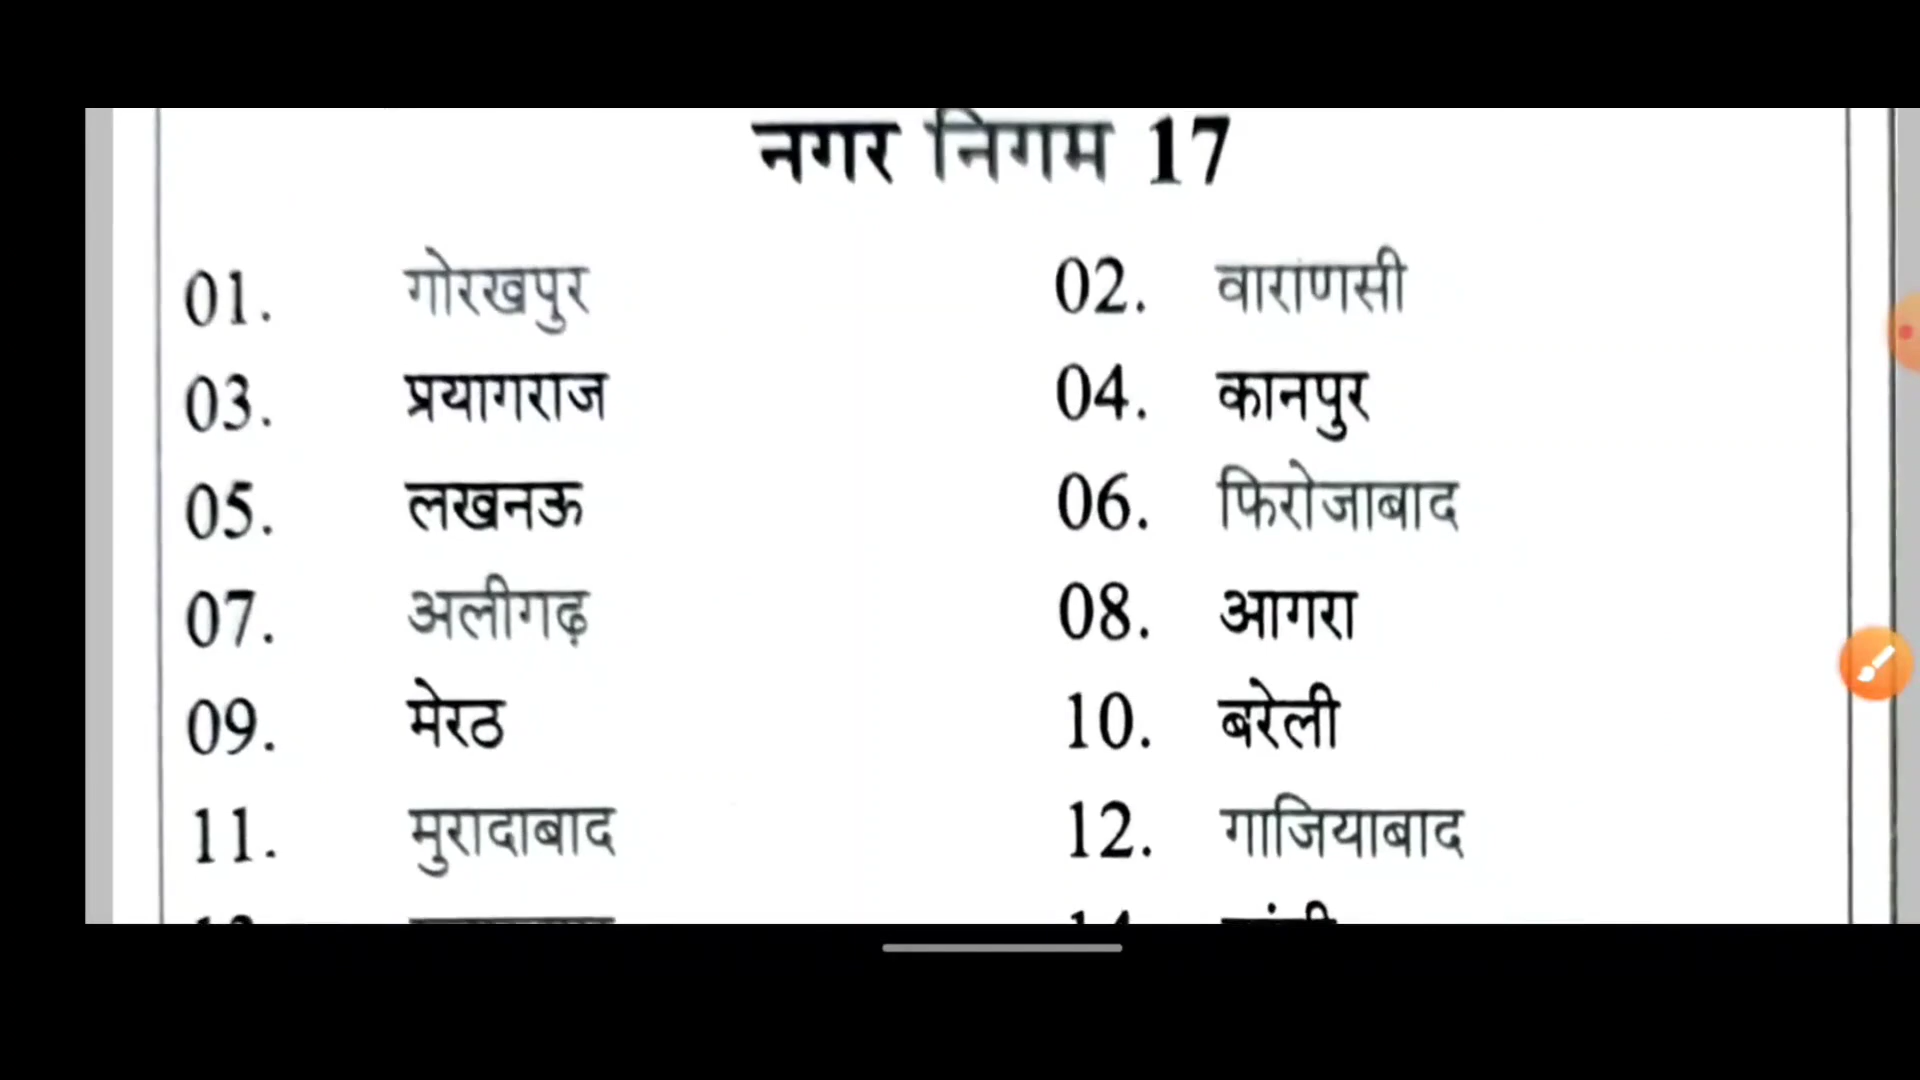 नगर निगम 17
01. गोरखपुर 02. वाराणसी
03. प्रयागराज 04. कानपुर
05. लखनऊ 06. फिरोजाबाद
07. अलीगढ़ 08. आगरा
09. मेरठ 10. बरेली
11. मुरादाबाद 12. गाजियाबाद